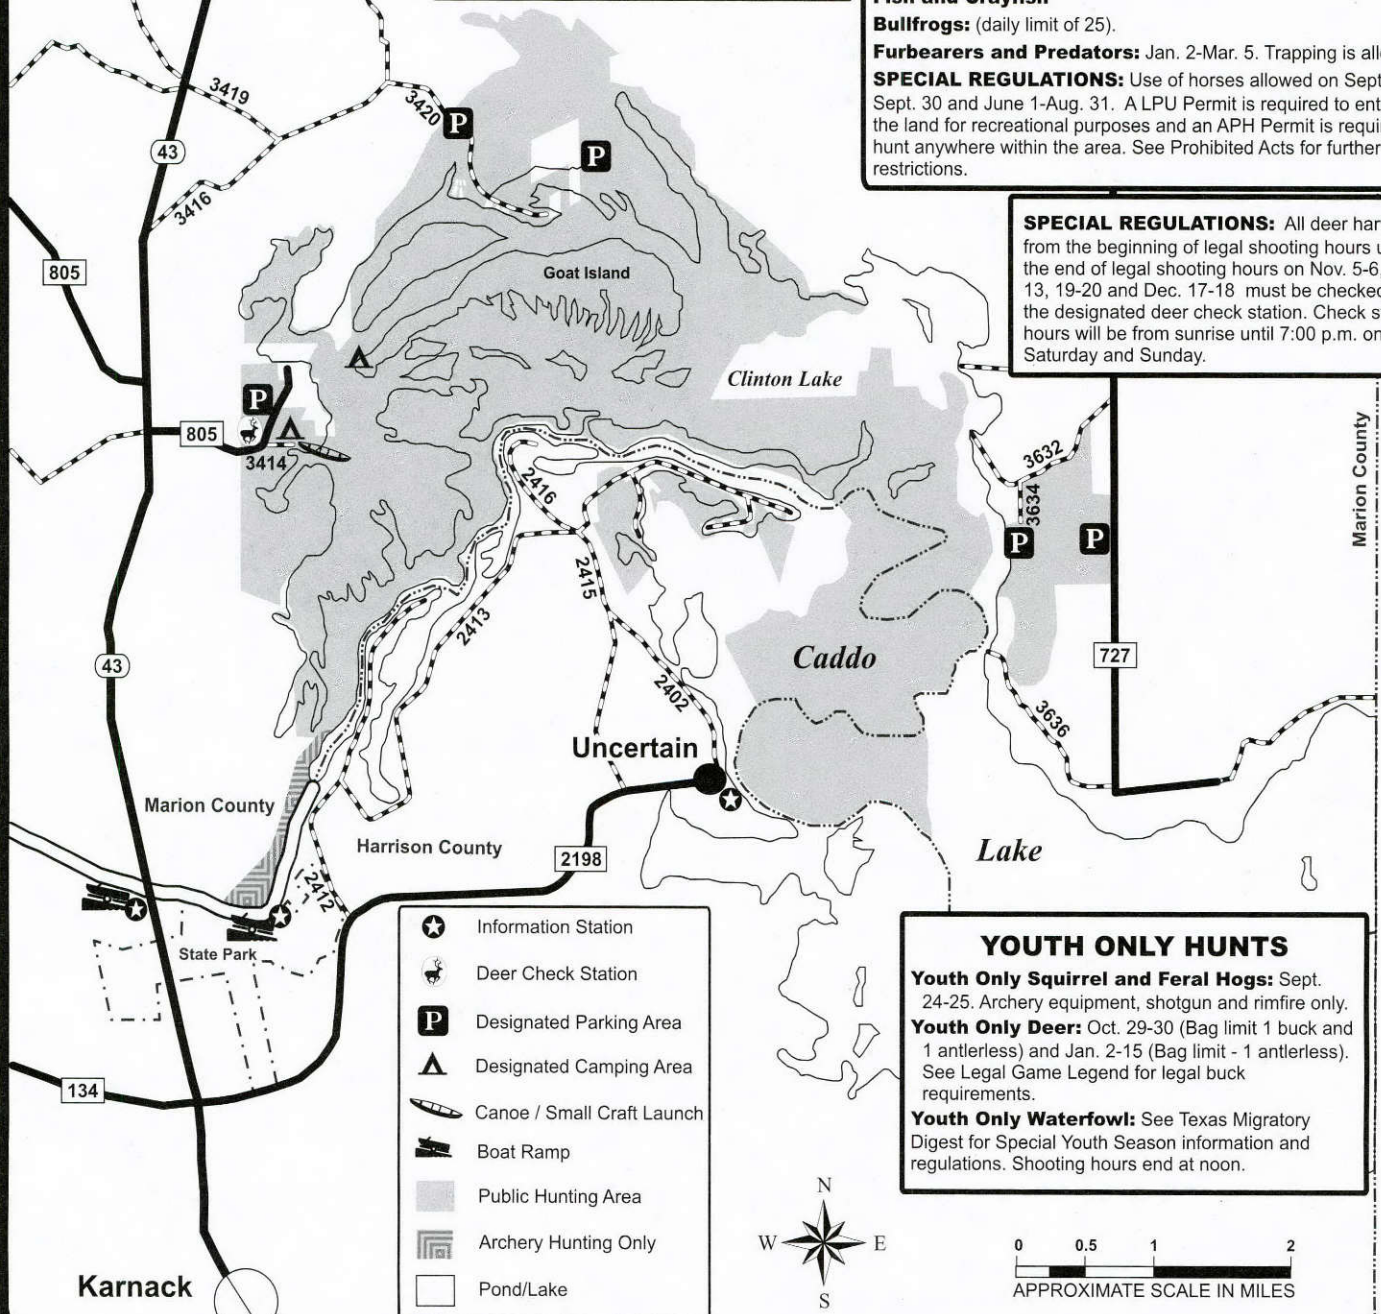 Fish and Crayfish
Bullfrogs: (daily limit of 25).
Furbearers and Predators: Jan. 2-Mar. 5. Trapping is
SPECIAL REGULATIONS: Use of horses allowed on Sept
Sept. 30 and June 1-Aug. 31. A LPU Permit is required to
the land for recreational purposes and an APH Permit is
hunt anywhere within the area. See Prohibited Acts for further
restrictions.
SPECIAL REGULATIONS: All deer
from the beginning of legal shooting hours
the end of legal shooting hours on Nov. 5-6
13, 19-20 and Dec. 17-18 must be checked
the designated deer check station. Check
hours will be from sunrise until 7:00 p.m. on
Saturday and Sunday.
3419
3420
P
43
P
3416
805
Goat Island
Clinton Lake
P
805
3414
Marion County
3632
2416
3634
P
P
2415
2413
43
Caddo
727
2402
3636
Uncertain
Marion County
Harrison County
2198
Lake
2412
State Park
134
Karnack
Information Station
Deer Check Station
P Designated Parking Area
Designated Camping Area
Canoe / Small Craft Launch
Boat Ramp
Public Hunting Area
Archery Hunting Only
Pond/Lake
YOUTH ONLY HUNTS
Youth Only Squirrel and Feral Hogs: Sept.
24-25. Archery equipment, shotgun and rimfire only.
Youth Only Deer: Oct. 29-30 (Bag limit 1 buck and
1 antlerless) and Jan. 2-15 (Bag limit - 1 antlerless).
See Legal Game Legend for legal buck
requirements.
Youth Only Waterfowl: See Texas Migratory
Digest for Special Youth Season information and
regulations. Shooting hours end at noon.
N
W E
S
0 0.5 1 2
APPROXIMATE SCALE IN MILES